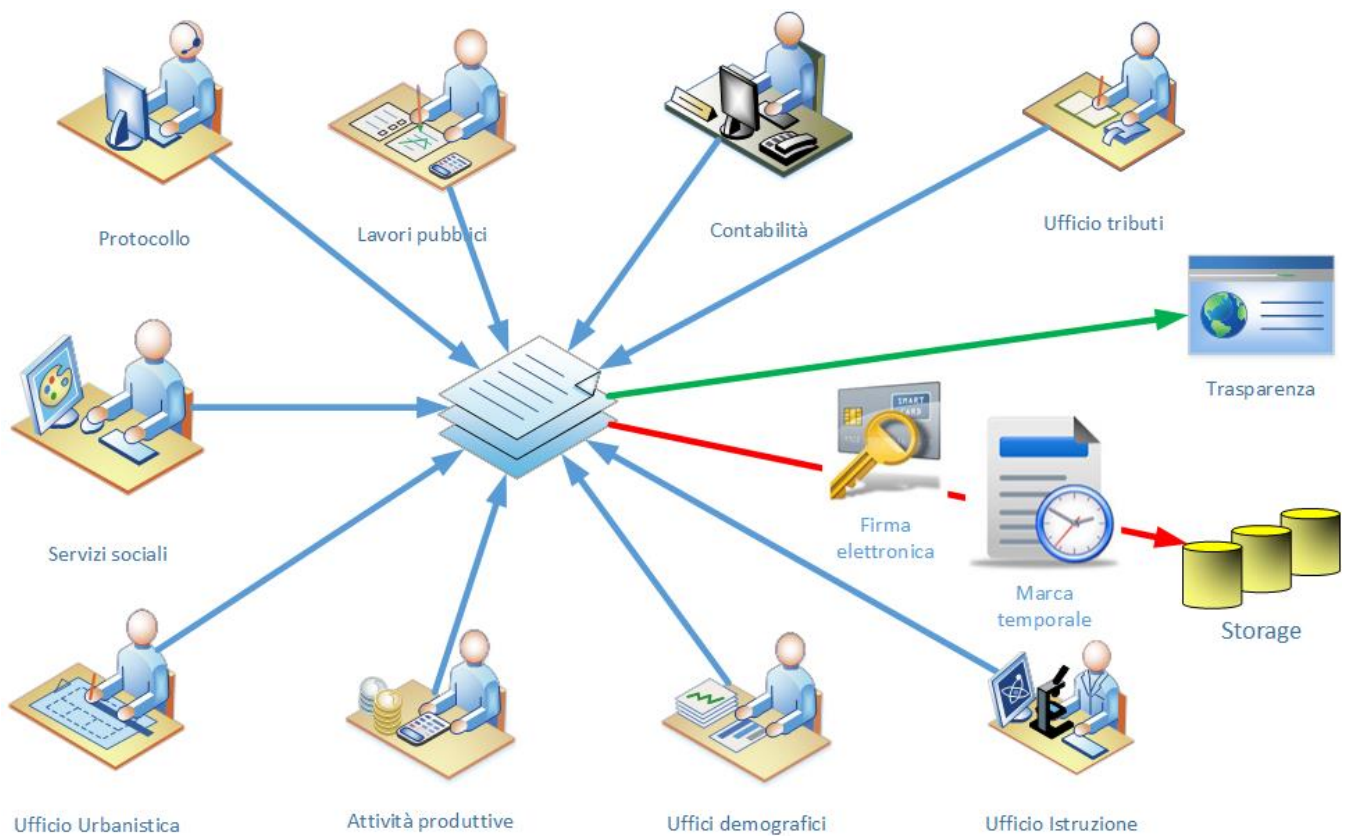 Protocollo
Lavori pubblici
Contabilità
Ufficio tributi
Trasparenza
SMART
CARD
Firma
elettronica
Servizi sociali
Marca
temporale
Storage
Ufficio Urbanistica
Attività produttive
Uffici demografici
Ufficio Istruzione